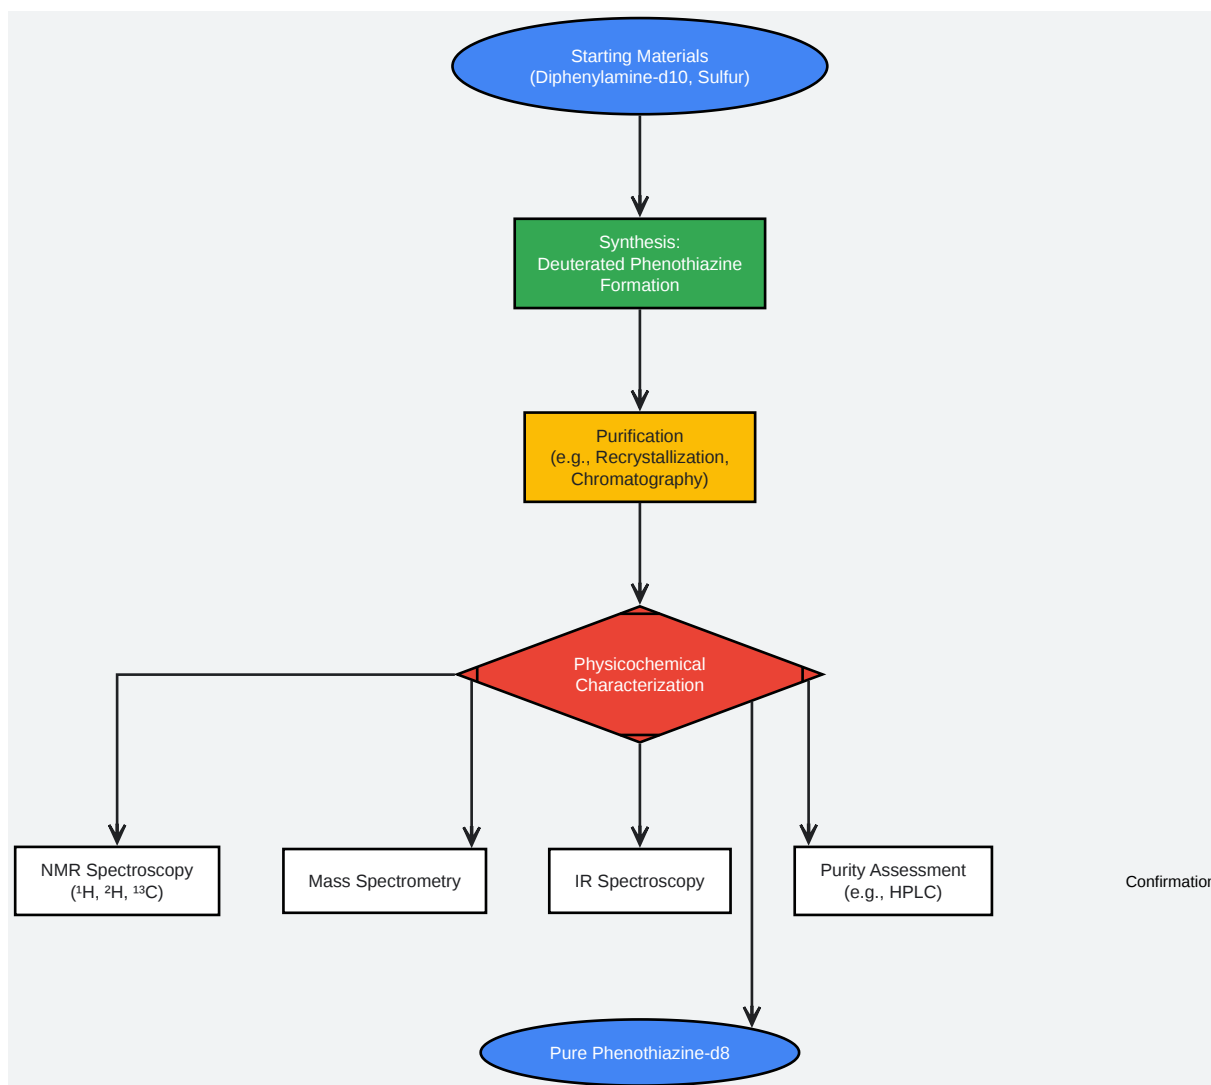 Starting Materials
(Diphenylamine-d10, Sulfur)
Synthesis:
Deuterated Phenothiazine
Formation
Purification
(e.g., Recrystallization,
Chromatography)
Physicochemical
Characterization
NMR Spectroscopy
(¹H, ²H, ¹³C)
Mass Spectrometry
IR Spectroscopy
Purity Assessment
(e.g., HPLC)
Confirmation
Pure Phenothiazine-d8